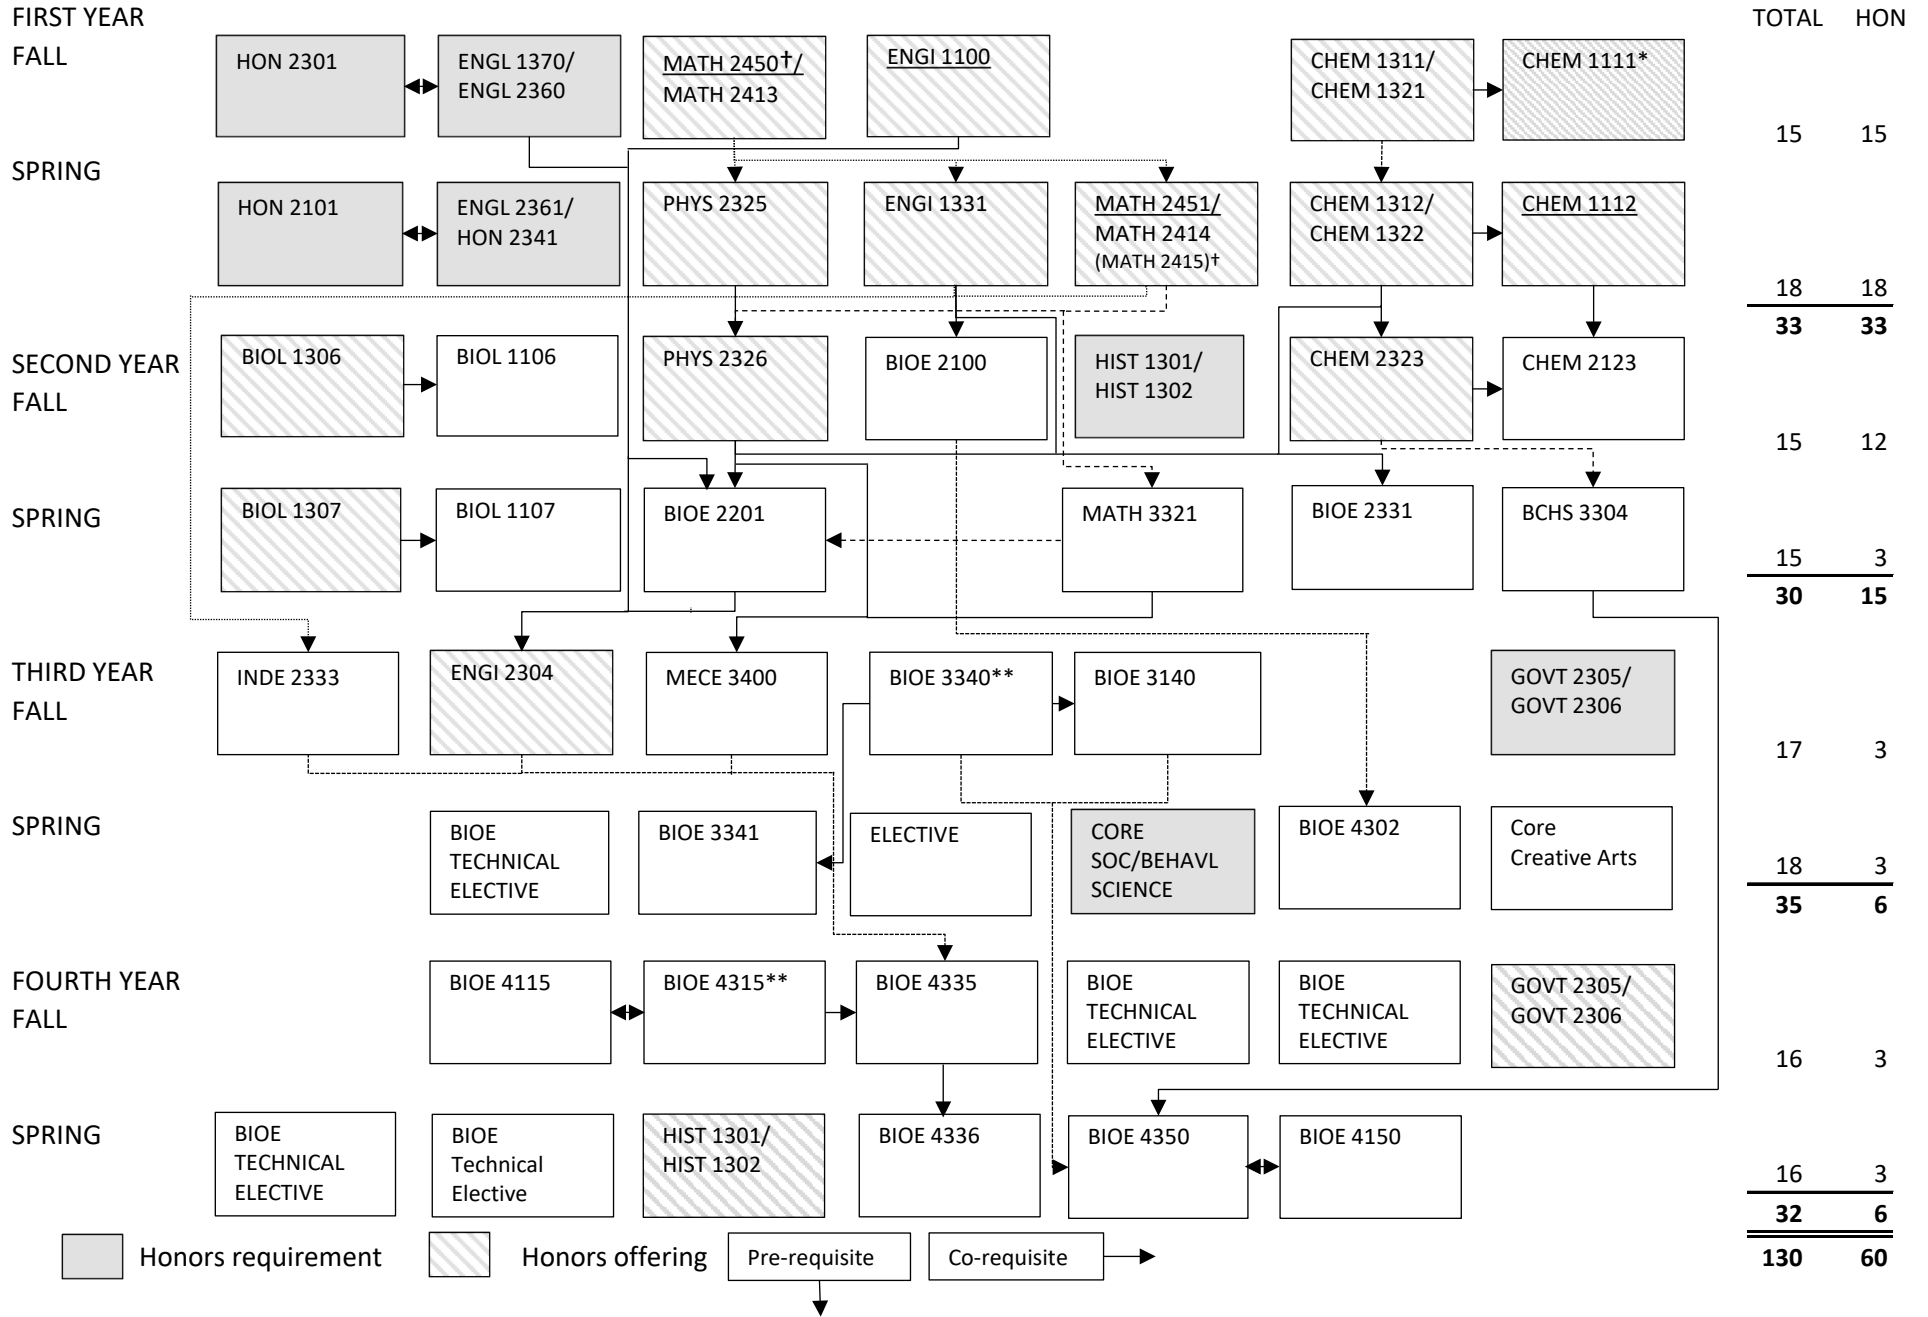 FIRST YEAR
FALL
TOTAL HON
HON 2301
ENGL 1370/
ENGL 2360
MATH 2450†/
MATH 2413
ENGI 1100
CHEM 1311/
CHEM 1321
CHEM 1111*
15 15
SPRING
HON 2101
ENGL 2361/
HON 2341
PHYS 2325
ENGI 1331
MATH 2451/
MATH 2414
(MATH 2415)†
CHEM 1312/
CHEM 1322
CHEM 1112
18 18
33 33
SECOND YEAR
FALL
BIOL 1306
BIOL 1106
PHYS 2326
BIOE 2100
HIST 1301/
HIST 1302
CHEM 2323
CHEM 2123
15 12
SPRING
BIOL 1307
BIOL 1107
BIOE 2201
MATH 3321
BIOE 2331
BCHS 3304
15 3
30 15
THIRD YEAR
FALL
INDE 2333
ENGI 2304
MECE 3400
BIOE 3340**
BIOE 3140
GOVT 2305/
GOVT 2306
17 3
SPRING
BIOE
TECHNICAL
ELECTIVE
BIOE 3341
ELECTIVE
CORE
SOC/BEHAVL
SCIENCE
BIOE 4302
Core
Creative Arts
18 3
35 6
FOURTH YEAR
FALL
BIOE 4115
BIOE 4315**
BIOE 4335
BIOE
TECHNICAL
ELECTIVE
BIOE
TECHNICAL
ELECTIVE
GOVT 2305/
GOVT 2306
16 3
SPRING
BIOE
TECHNICAL
ELECTIVE
BIOE
Technical
Elective
HIST 1301/
HIST 1302
BIOE 4336
BIOE 4350
BIOE 4150
16 3
32 6
130 60
Honors requirement
Honors offering
Pre-requisite
Co-requisite